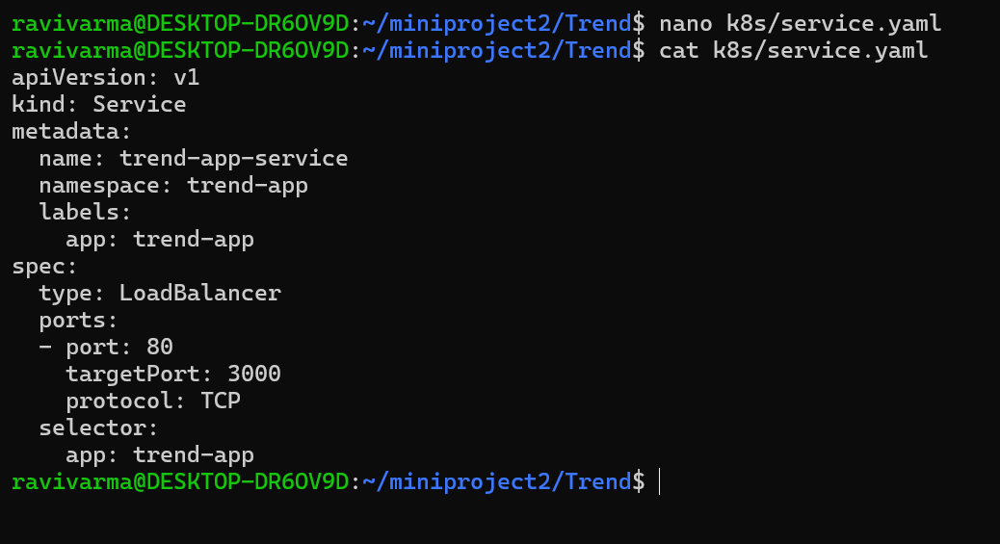 ravivarma@DESKTOP-DR6OV9D:~/miniproject2/Trend$ nano k8s/service.yaml
ravivarma@DESKTOP-DR6OV9D:~/miniproject2/Trend$ cat k8s/service.yaml
apiVersion: v1
kind: Service
metadata:
  name: trend-app-service
  namespace: trend-app
  labels:
    app: trend-app
spec:
  type: LoadBalancer
  ports:
  - port: 80
    targetPort: 3000
    protocol: TCP
  selector:
    app: trend-app
ravivarma@DESKTOP-DR6OV9D:~/miniproject2/Trend$